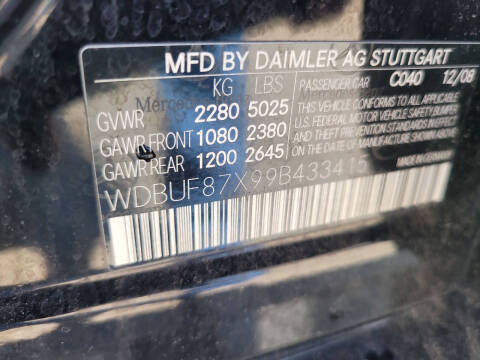 MFD BY DAIMLER AG STUTTGART
KG LBS
GVWR 2280 5025
GAWR FRONT 1080 2380
GAWR REAR 1200 2645
PASSENGER CAR C040 12/08
THIS VEHICLE CONFORMS TO ALL APPLICABLE
U.S. FEDERAL MOTOR VEHICLE SAFETY, BUMPER,
AND THEFT PREVENTION STANDARDS IN EFFECT
ON THE DATE OF MANUFACTURE SHOWN ABOVE.
WDBUF87X99B433415
MADE IN GERMANY